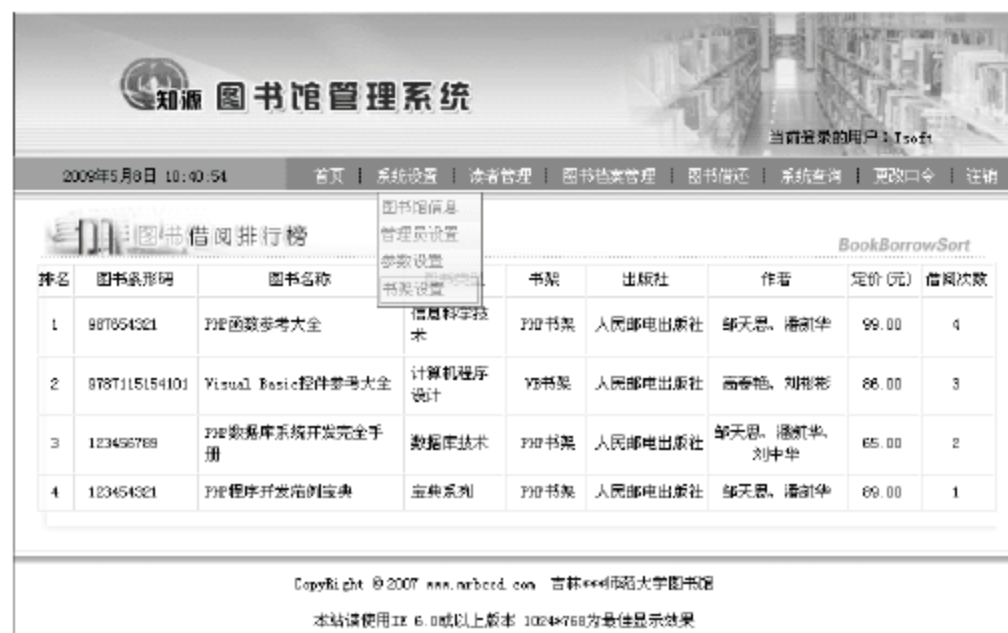 知源 图书馆管理系统
当前登录的用户：Tsoft
2009年5月8日 10:40:54 首页 | 系统设置 | 读者管理 | 图书档案管理 | 图书借还 | 系统查询 | 更改口令 | 注销
图书馆信息
管理员设置
参数设置
书架设置
图书借阅排行榜
BookBorrowSort
排名 图书条形码 图书名称 书架 出版社 作者 定价(元) 借阅次数
1 987654321 PHP函数参考大全 信息科学技术 PHP书架 人民邮电出版社 邹天思、潘凯华 99.00 4
2 9787115154101 Visual Basic控件参考大全 计算机程序设计 VB书架 人民邮电出版社 高春艳、刘彬彬 86.00 3
3 123456789 PHP数据库系统开发完全手册 数据库技术 PHP书架 人民邮电出版社 邹天思、潘凯华、刘中华 65.00 2
4 123454321 PHP程序开发范例宝典 宝典系列 PHP书架 人民邮电出版社 邹天思、潘凯华 89.00 1
CopyRight ©2007 www.mrbccd.com 吉林***师范大学图书馆
本站请使用IE 6.0或以上版本 1024*768为最佳显示效果